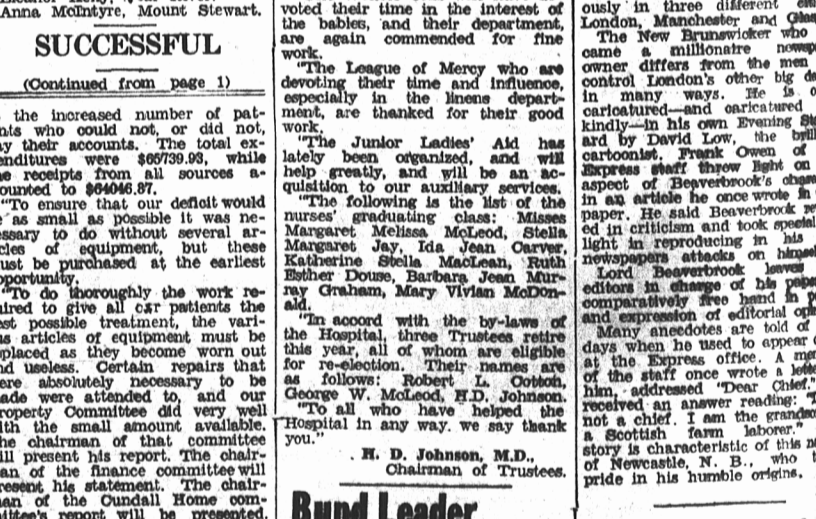 Anna McIntyre, Mount Stewart.
SUCCESSFUL
(Continued from page 1)
the increased number of pat-
nts who could not, or did not,
y their accounts. The total ex-
enditures were $65739.93, while
e receipts from all sources a-
ounted to $64046.87.
"To ensure that our deficit would
as small as possible it was ne-
ssary to do without several ar-
cles of equipment, but these
ust be purchased at the earliest
pportunity.
"To do thoroughly the work re-
uired to give all our patients the
est possible treatment, the vari-
s articles of equipment must be
placed as they become worn out
nd useless. Certain repairs that
ere absolutely necessary to be
ade were attended to, and our
roperty Committee did very well
ith the small amount available.
he chairman of that committee
ill present his report. The chair-
an of the finance committee will
resent his statement. The chair-
an of the Cundall Home com-
ittee's report will be presented.
voted their time in the interest of
the babies, and their department,
are again commended for fine
work.
"The League of Mercy who are
devoting their time and influence,
especially in the linens depart-
ment, are thanked for their good
work.
"The Junior Ladies' Aid has
lately been organized, and will
help greatly, and will be an ac-
quisition to our auxiliary services.
"The following is the list of the
nurses' graduating class: Misses
Margaret Melissa McLeod, Stella
Margaret Jay, Ida Jean Carver,
Katherine Stella MacLean, Ruth
Esther Douse, Barbara Jean Mur-
ray Graham, Mary Vivian McDon-
ald.
"In accord with the by-laws of
the Hospital, three Trustees retire
this year, all of whom are eligible
for re-election. Their names are
as follows: Robert L. Cotton,
George W. McLeod, H.D. Johnson.
"To all who have helped the
Hospital in any way, we say thank
you."
H. D. Johnson, M.D.,
Chairman of Trustees.
Bund Leader
ously in three different
London, Manchester and Glas
The New Brunswicker who
came a millionaire newsp
owner differs from the men
control London's other big da
in many ways. He is
caricatured—and caricatured
kindly—in his own Evening St
ard by David Low, the brill
cartoonist. Frank Owen of
Express staff threw light on
aspect of Beaverbrook's chara
in an article he once wrote in
paper. He said Beaverbrook re
ed in criticism and took special
light in reproducing in his
newspapers attacks on himse
Lord Beaverbrook leaves
editors in charge of his pape
comparatively free hand in
and expression of editorial opi
Many anecdotes are told of
days when he used to appear
at the Express office. A me
of the staff once wrote a lette
him, addressed "Dear Chief."
received an answer reading:
not a chief. I am the grandso
a Scottish farm laborer."
story is characteristic of this
of Newcastle, N. B., who
pride in his humble origins.